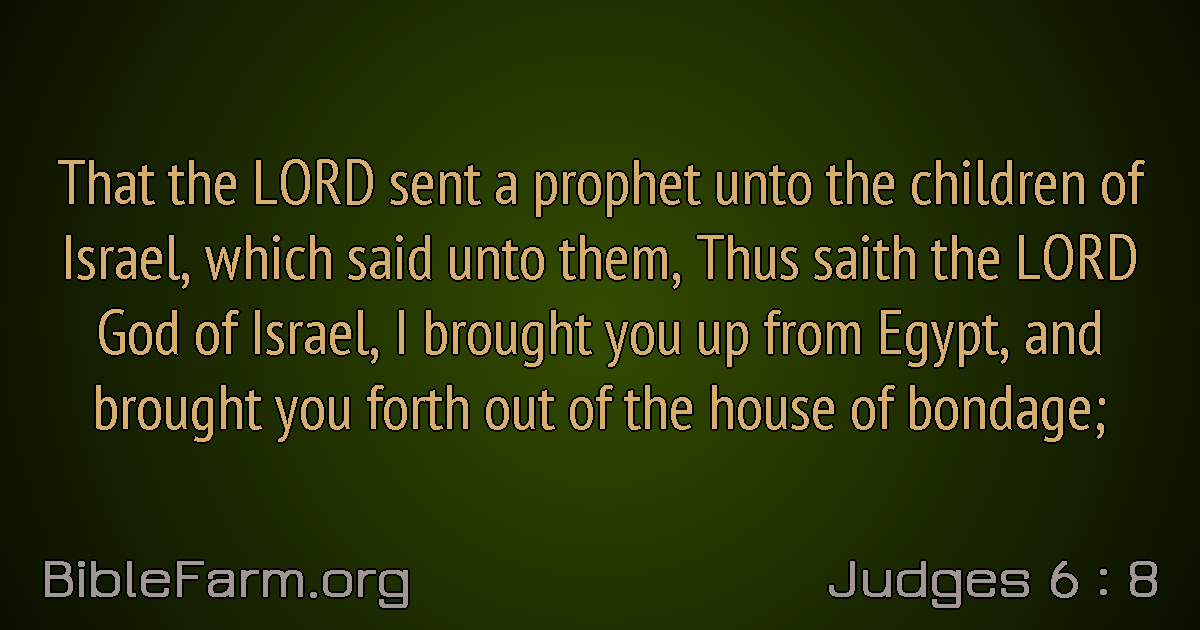 That the LORD sent a prophet unto the children of
Israel, which said unto them, Thus saith the LORD
God of Israel, I brought you up from Egypt, and
brought you forth out of the house of bondage;
BibleFarm.org
Judges 6 : 8